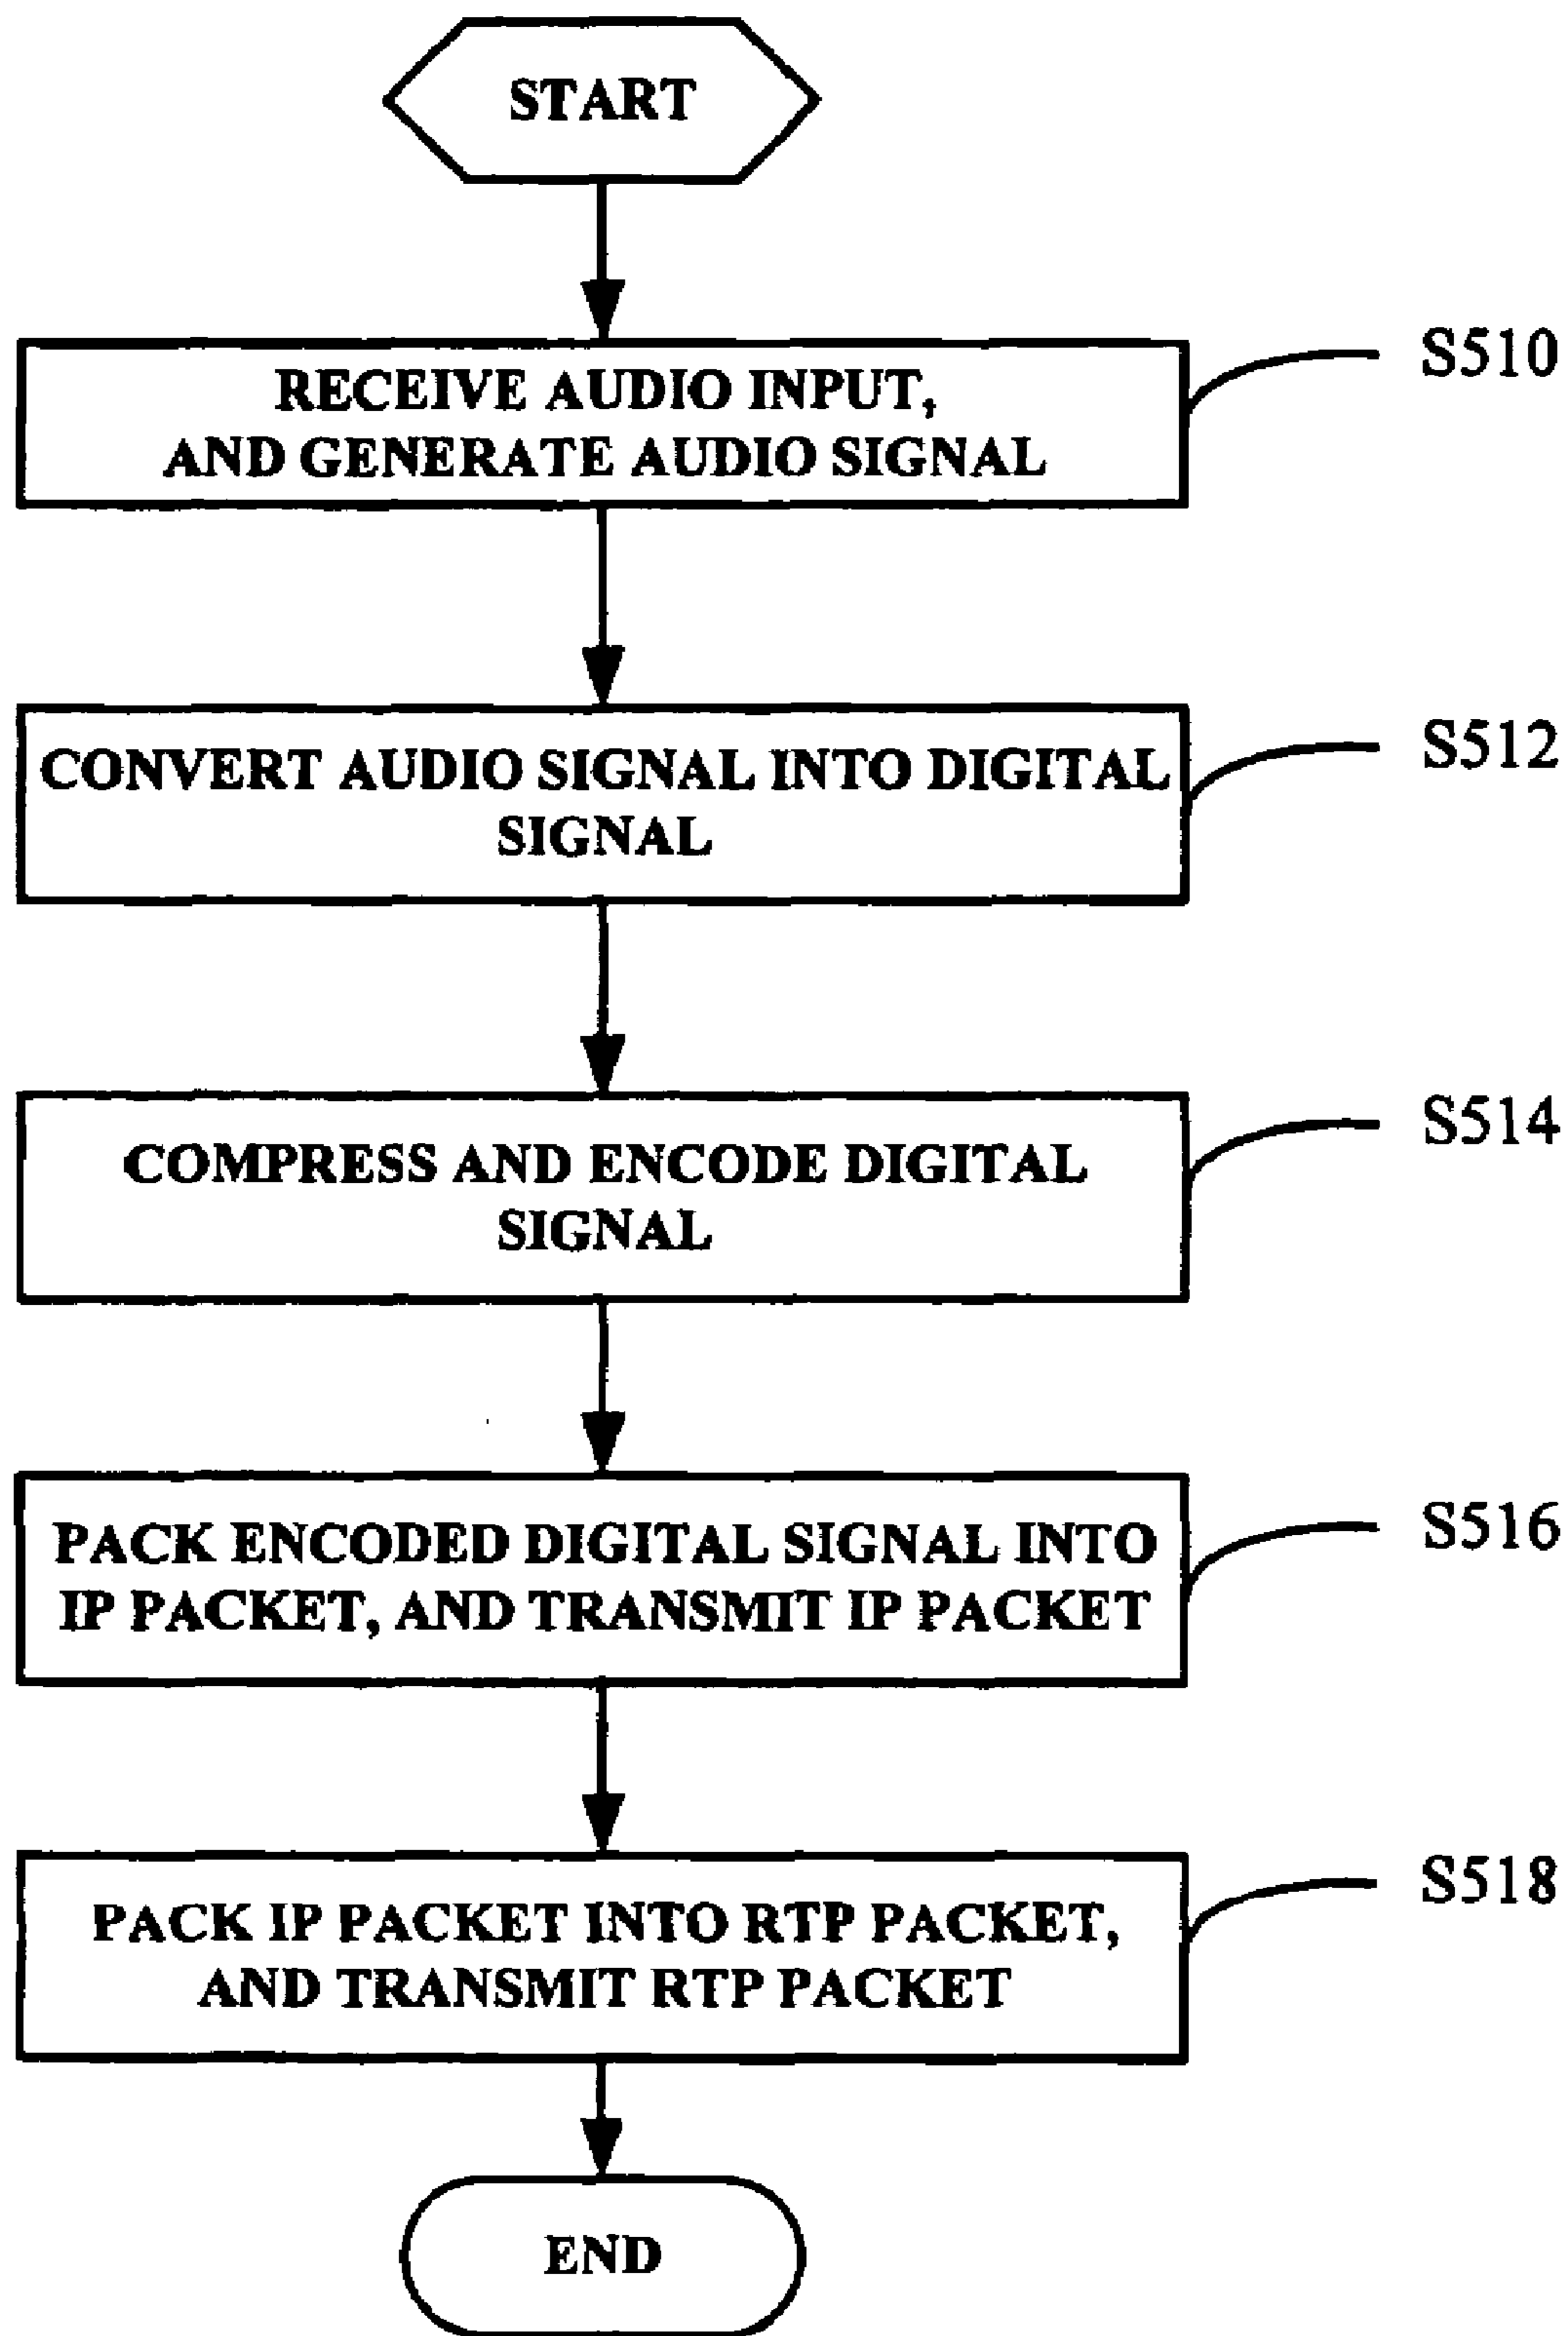 START
RECEIVE AUDIO INPUT,
AND GENERATE AUDIO SIGNAL
S510
CONVERT AUDIO SIGNAL INTO DIGITAL
SIGNAL
S512
COMPRESS AND ENCODE DIGITAL
SIGNAL
S514
PACK ENCODED DIGITAL SIGNAL INTO
IP PACKET, AND TRANSMIT IP PACKET
S516
PACK IP PACKET INTO RTP PACKET,
AND TRANSMIT RTP PACKET
S518
END